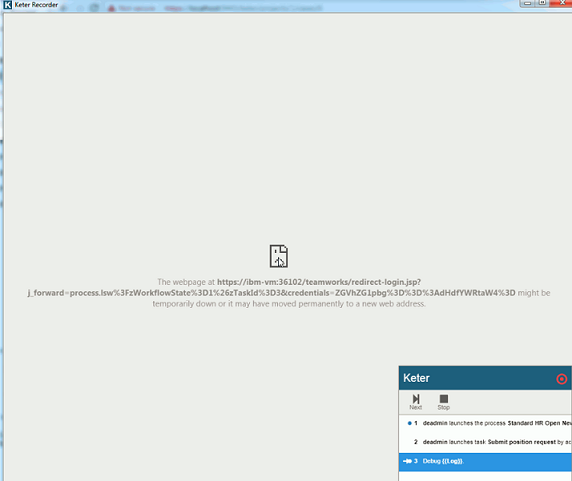 Keter Recorder
The webpage at https://ibm-vm:36102/teamworks/redirect-login.jsp?
j_forward=process.lsw%3FzWorkflowState%3D1%26zTaskId%3D3&credentials=ZGVhZG1pbg%3D%3D%3AdHdfYWRtaW4%3D might be
temporarily down or it may have moved permanently to a new web address.
Keter
Next Stop
1 deadmin launches the process Standard HR Open New
2 deadmin launches task Submit position request by ac
3 Debug {{Log}}.